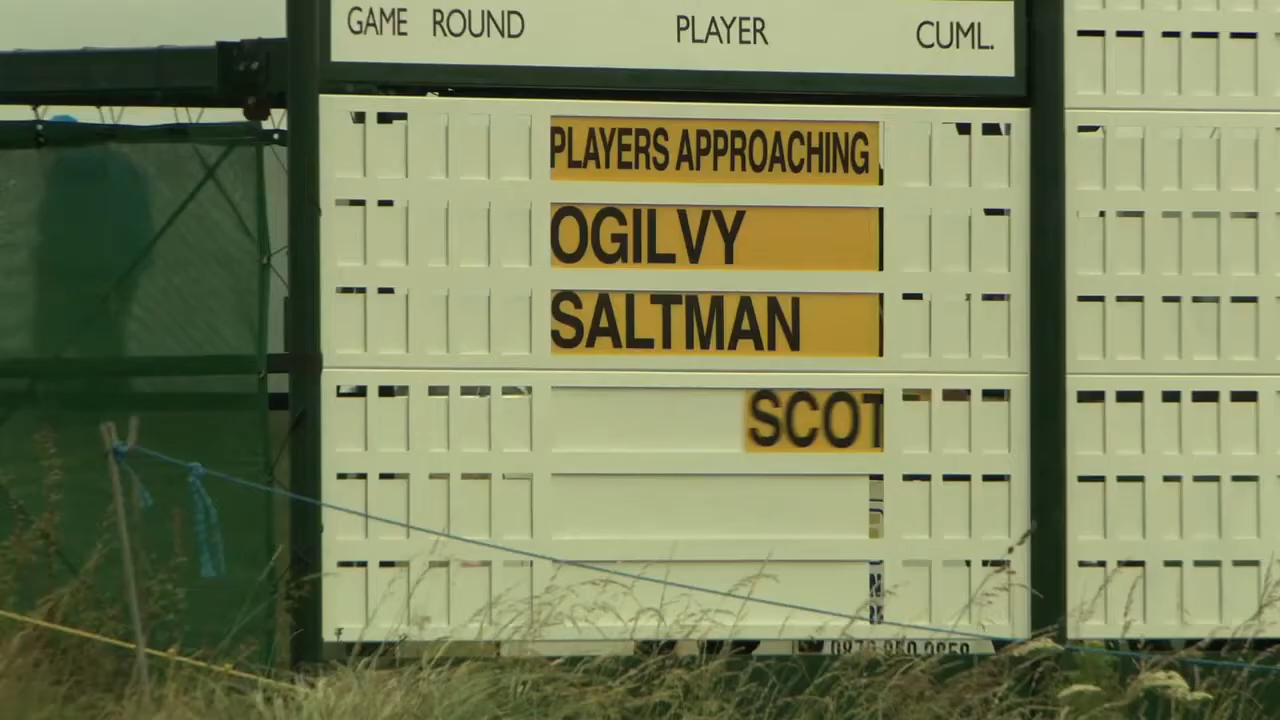 GAME ROUND PLAYER CUML.
PLAYERS APPROACHING
OGILVY
SALTMAN
SCOT